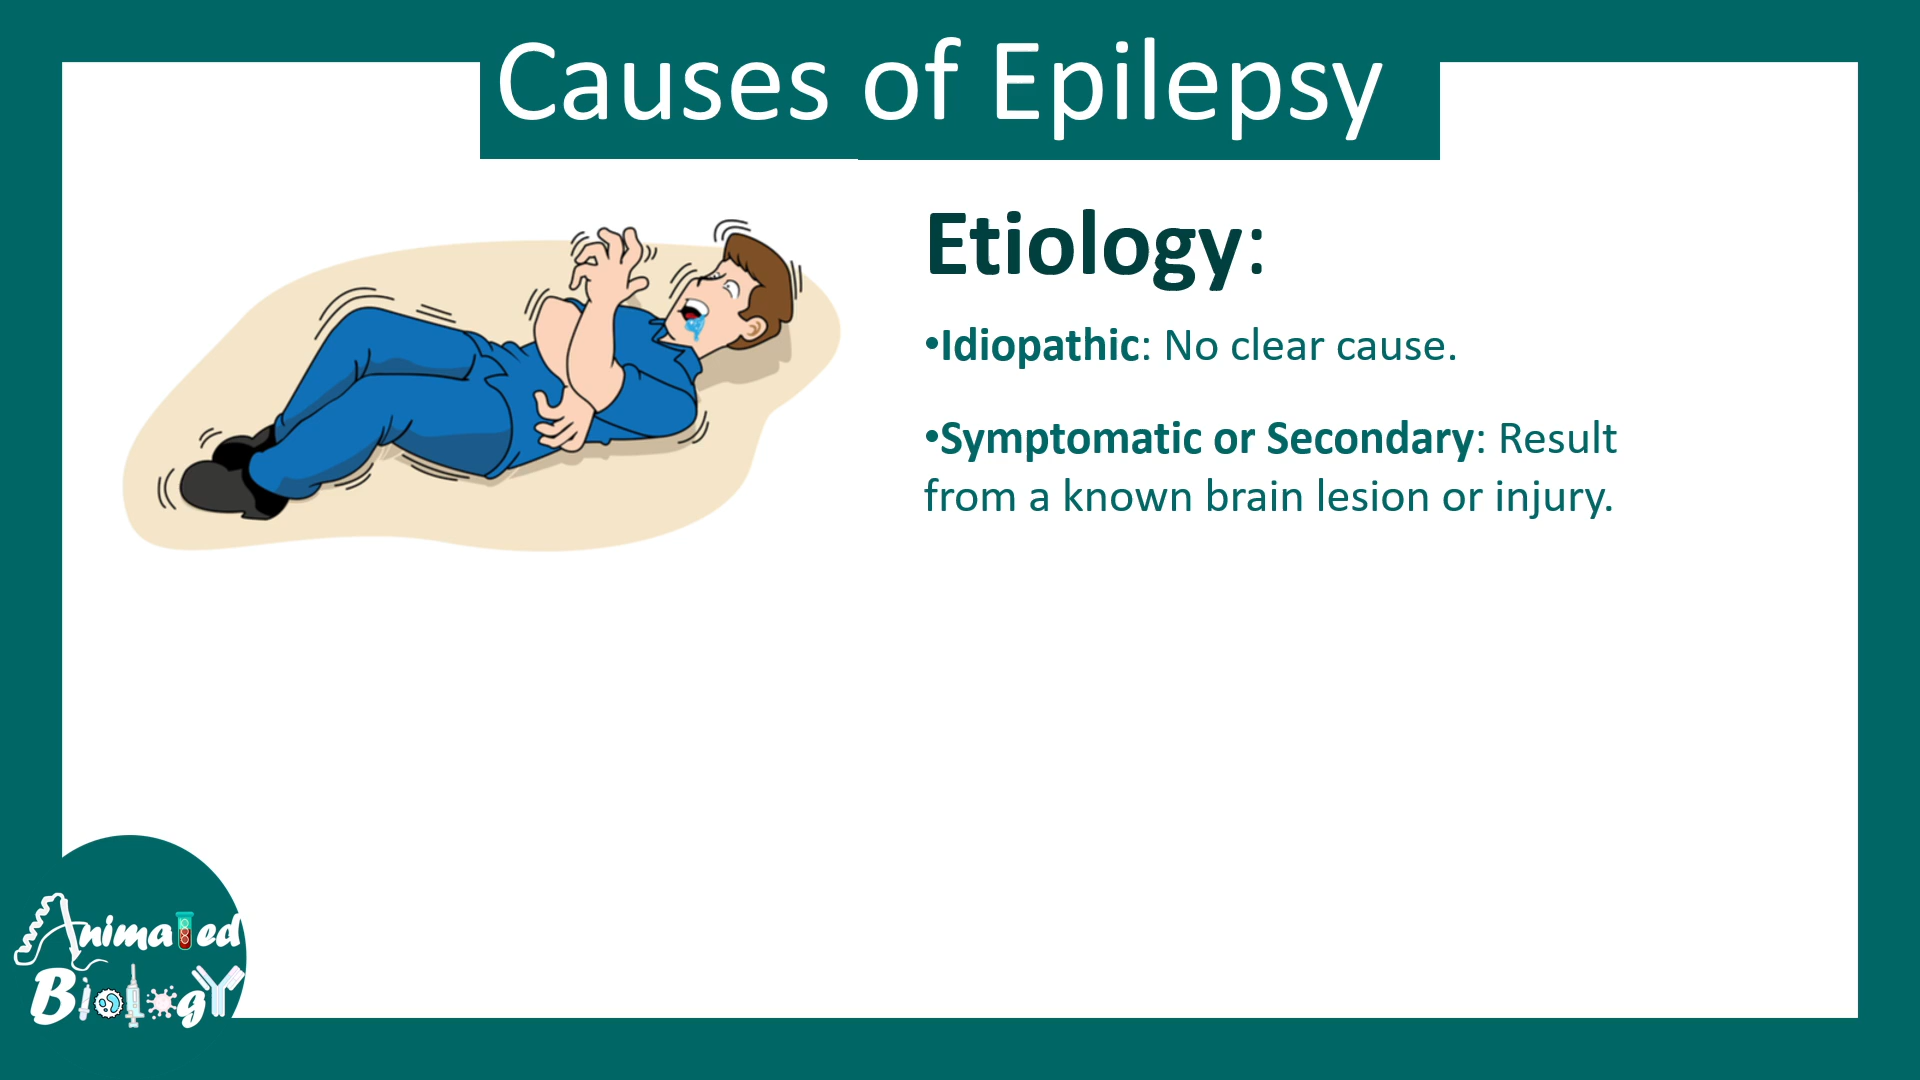 Causes of Epilepsy
Etiology:
•Idiopathic: No clear cause.
•Symptomatic or Secondary: Result
from a known brain lesion or injury.
Animated
Biology